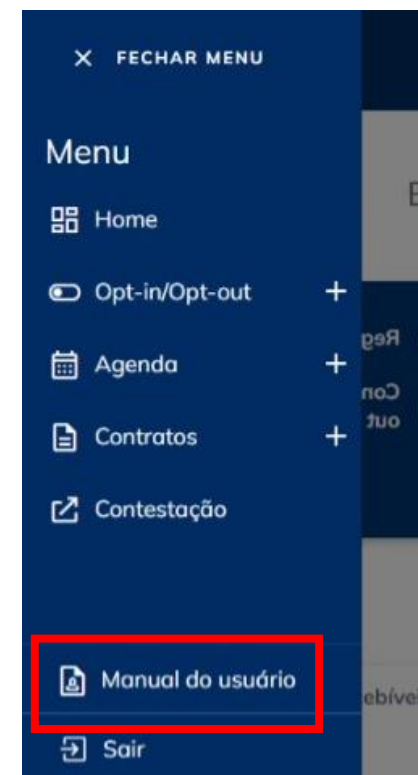 FECHAR MENU
Menu
Home
Opt-in/Opt-out
Agenda
Contratos
Contestação
Manual do usuário
Sair